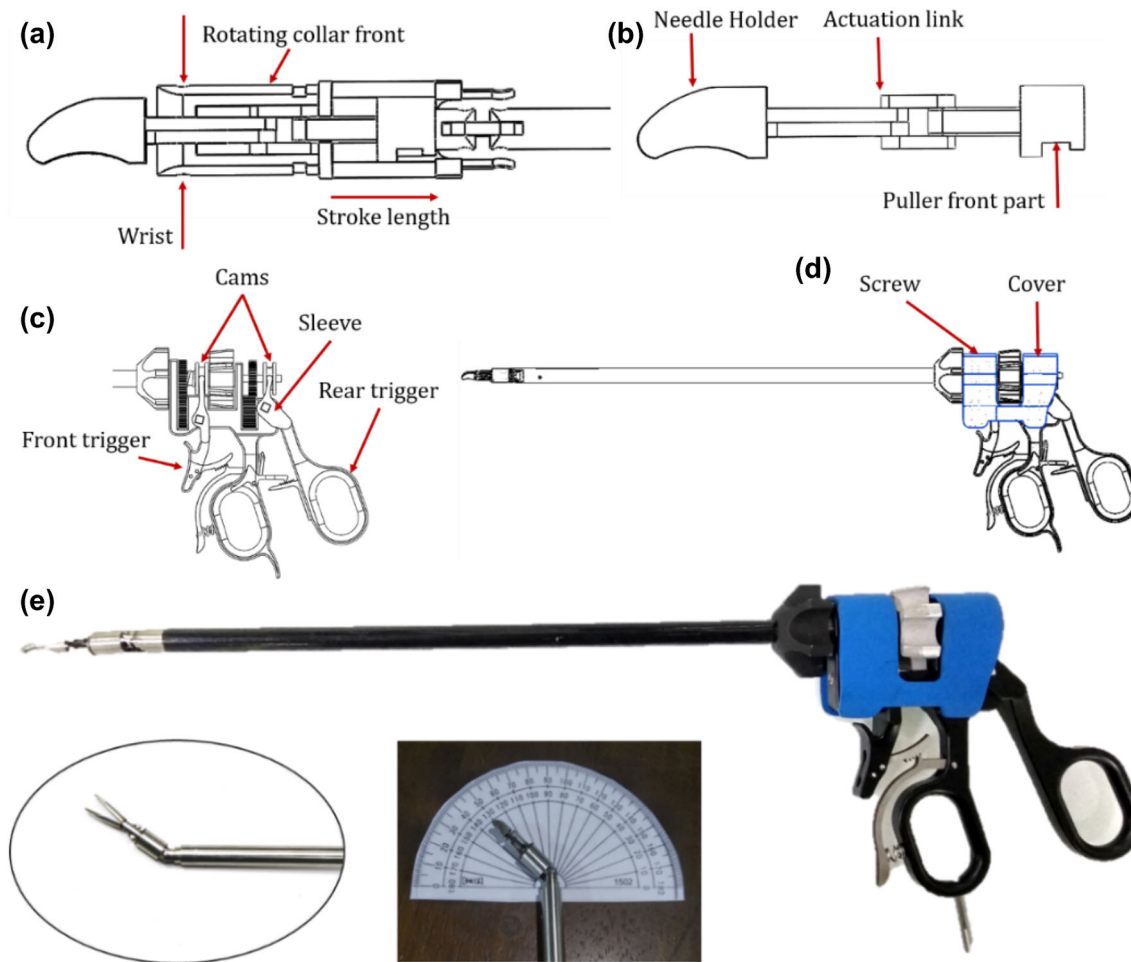 (a)
Rotating collar front
Stroke length
Wrist
(b)
Needle Holder
Actuation link
Puller front part
(c)
Cams
Sleeve
Rear trigger
Front trigger
(d)
Screw
Cover
(e)
1502